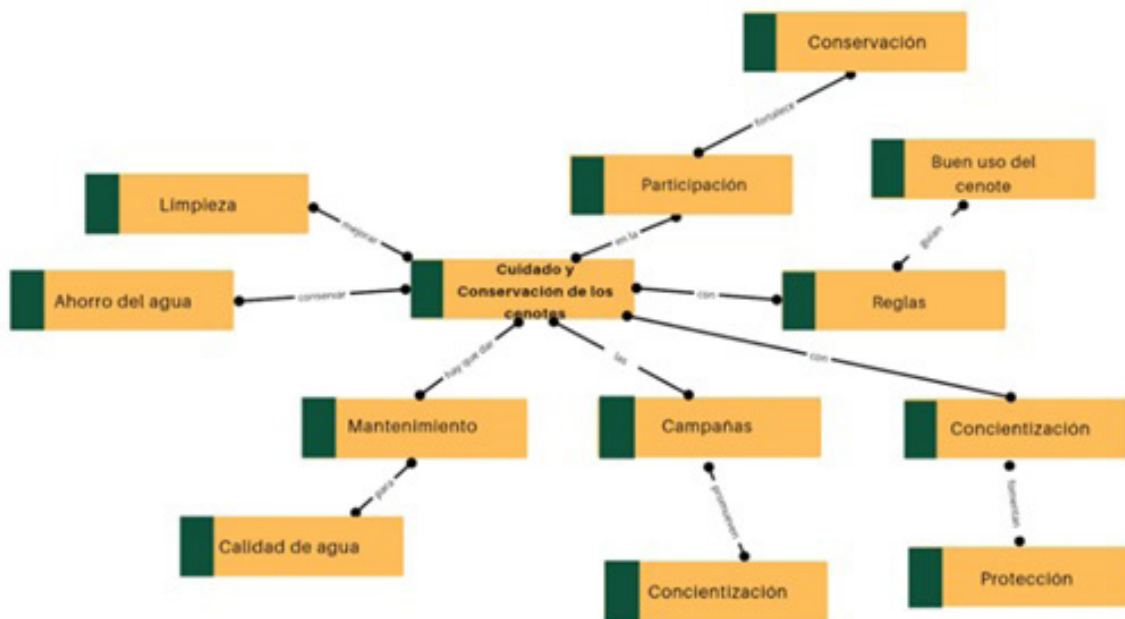 Conservación
fortalece
Participación
Buen uso del
cenote
Limpieza
mejorar
en la
guían
Cuidado y
Conservación de los
cenotes
Ahorro del agua
conservar
con
Reglas
hay que dar
las
con
Mantenimiento
Campañas
Concientización
para
promueven
fomentan
Calidad de agua
Concientización
Protección